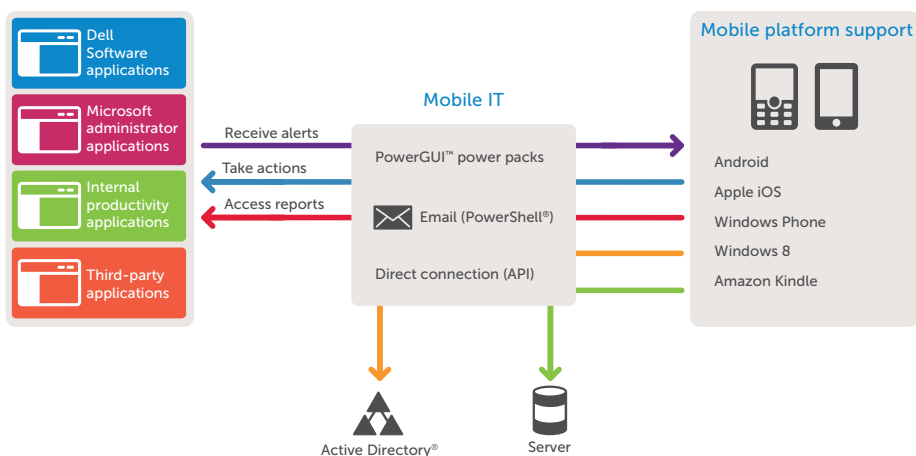 Dell
Software
applications
Microsoft
administrator
applications
Internal
productivity
applications
Third-party
applications
Receive alerts
Take actions
Access reports
Mobile IT
PowerGUI™ power packs
Email (PowerShell®)
Direct connection (API)
Active Directory®
Server
Mobile platform support
Android
Apple iOS
Windows Phone
Windows 8
Amazon Kindle